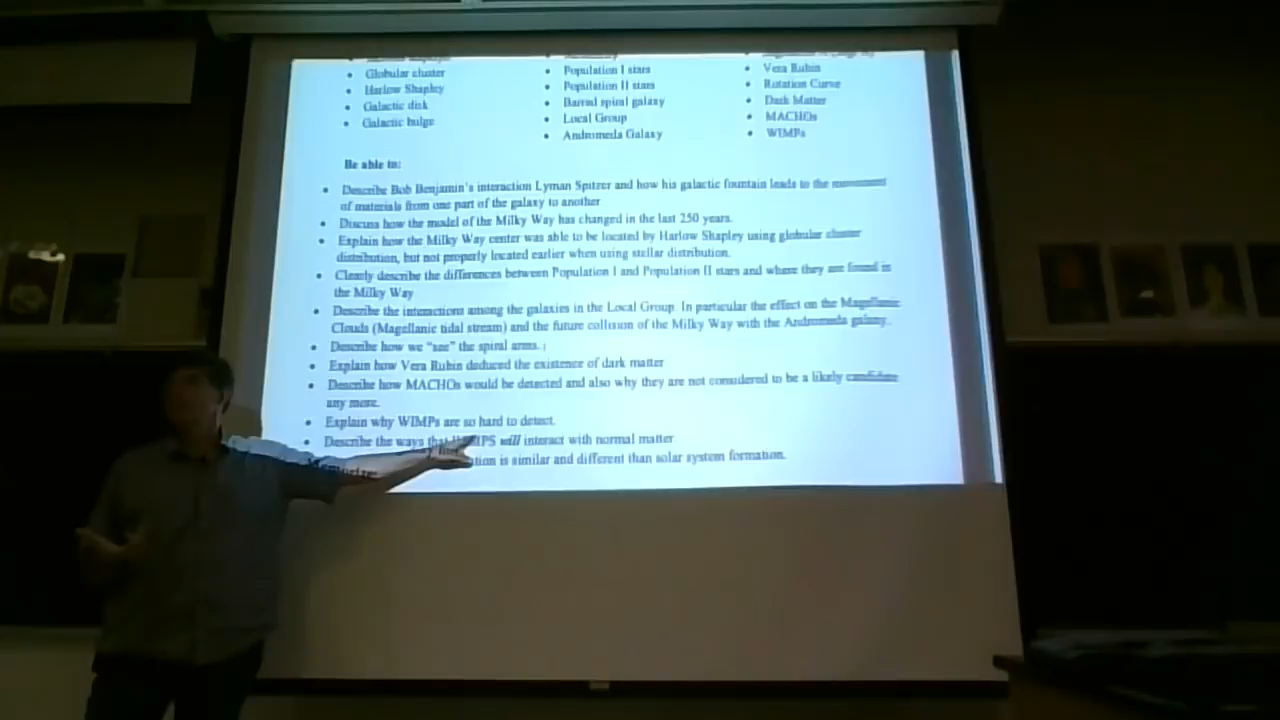 Globular cluster
Harlow Shapley
Galactic disk
Galactic bulge
Population I stars
Population II stars
Barred spiral galaxy
Local Group
Andromeda Galaxy
Vera Rubin
Rotation Curve
Dark Matter
MACHOs
WIMPs
Be able to:
Describe Bob Benjamin's interaction Lyman Spitzer and how his galactic fountain leads to the movement
of materials from one part of the galaxy to another
Discuss how the model of the Milky Way has changed in the last 250 years.
Explain how the Milky Way center was able to be located by Harlow Shapley using globular cluster
distribution, but not properly located earlier when using stellar distribution.
Clearly describe the differences between Population I and Population II stars and where they are found in
the Milky Way
Describe the interactions among the galaxies in the Local Group. In particular the effect on the Magellanic
Clouds (Magellanic tidal stream) and the future collision of the Milky Way with the Andromeda galaxy.
Describe how we "see" the spiral arms.
Explain how Vera Rubin deduced the existence of dark matter
Describe how MACHOs would be detected and also why they are not considered to be a likely candidate
any more.
Explain why WIMPs are so hard to detect.
Describe the ways that WIMPS will interact with normal matter
is similar and different than solar system formation.